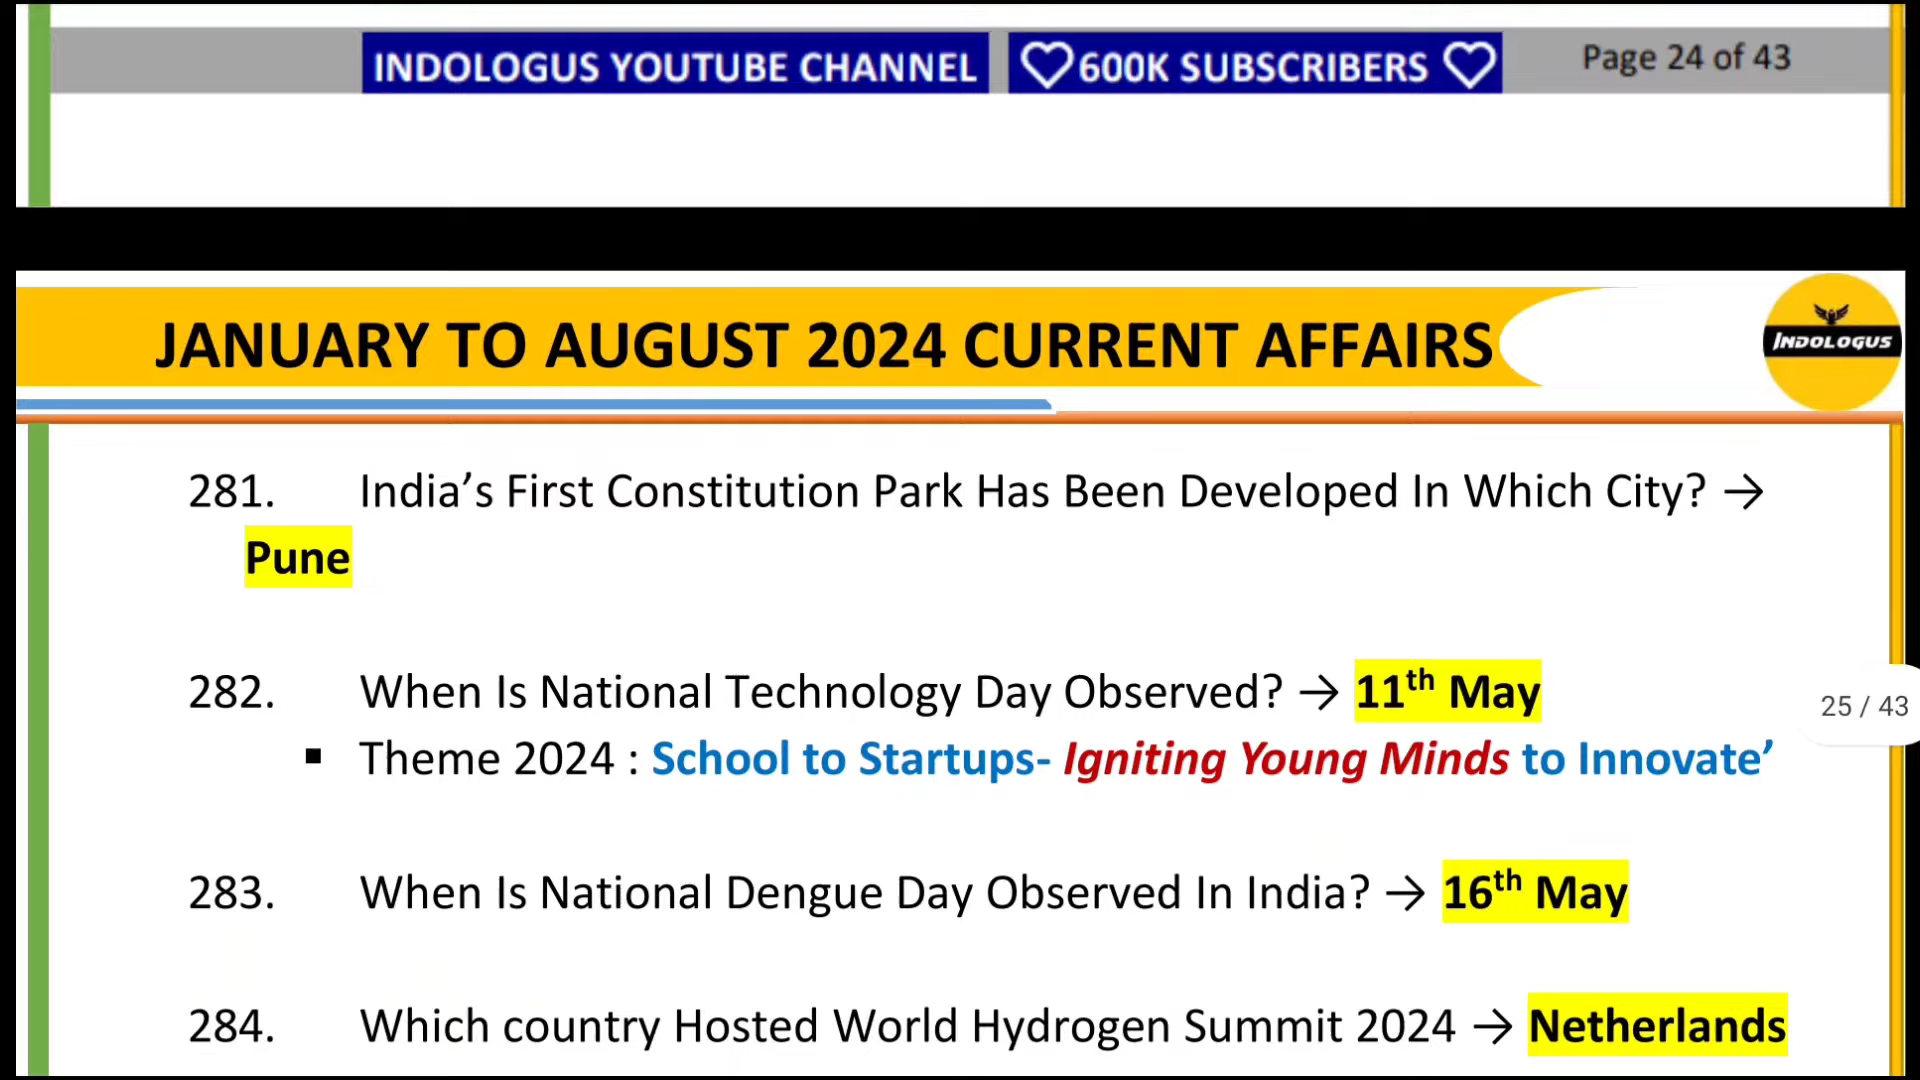 INDOLOGUS YOUTUBE CHANNEL ♡600K SUBSCRIBERS♡ Page 24 of 43
JANUARY TO AUGUST 2024 CURRENT AFFAIRS
INDOLOGUS
281. India’s First Constitution Park Has Been Developed In Which City? →
Pune
282. When Is National Technology Day Observed? → 11th May
25 / 43
▪ Theme 2024 : School to Startups- Igniting Young Minds to Innovate’
283. When Is National Dengue Day Observed In India? → 16th May
284. Which country Hosted World Hydrogen Summit 2024 → Netherlands